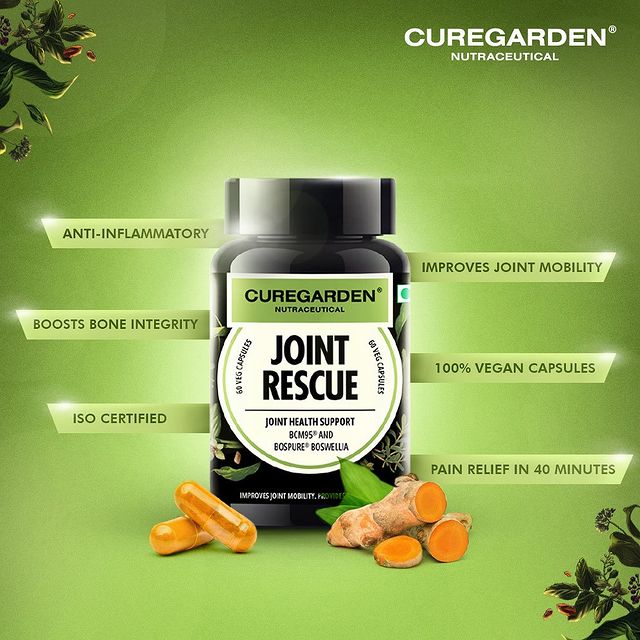 CUREGARDEN®
NUTRACEUTICAL
ANTI-INFLAMMATORY
IMPROVES JOINT MOBILITY
BOOSTS BONE INTEGRITY
100% VEGAN CAPSULES
ISO CERTIFIED
PAIN RELIEF IN 40 MINUTES
CUREGARDEN®
NUTRACEUTICAL
60 VEG CAPSULES
60 VEG CAPSULES
JOINT
RESCUE
JOINT HEALTH SUPPORT
BCM95® AND
BOSPURE® BOSWELLIA
IMPROVES JOINT MOBILITY. PROVIDES